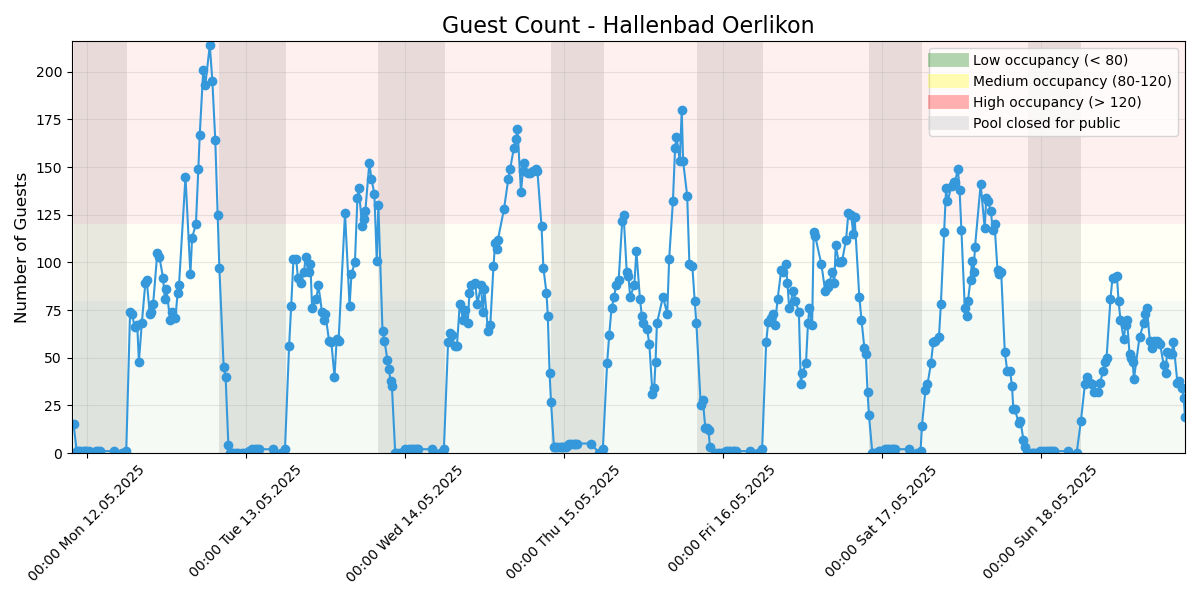 Guest Count - Hallenbad Oerlikon
Number of Guests
200
175
150
125
100
75
50
25
0
Low occupancy (< 80)
Medium occupancy (80-120)
High occupancy (> 120)
Pool closed for public
00:00 Mon 12.05.2025
00:00 Tue 13.05.2025
00:00 Wed 14.05.2025
00:00 Thu 15.05.2025
00:00 Fri 16.05.2025
00:00 Sat 17.05.2025
00:00 Sun 18.05.2025